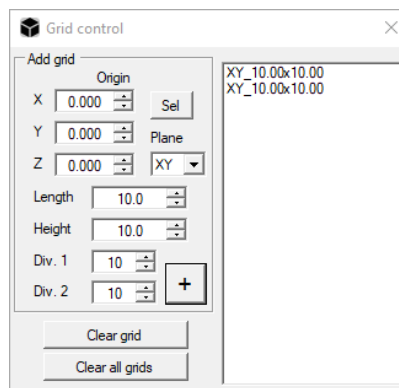 Grid control
Add grid
Origin
X 0.000 Sel
Y 0.000 Plane
Z 0.000 XY
Length 10.0
Height 10.0
Div. 1 10
Div. 2 10 +
Clear grid
Clear all grids
XY_10.00x10.00
XY_10.00x10.00